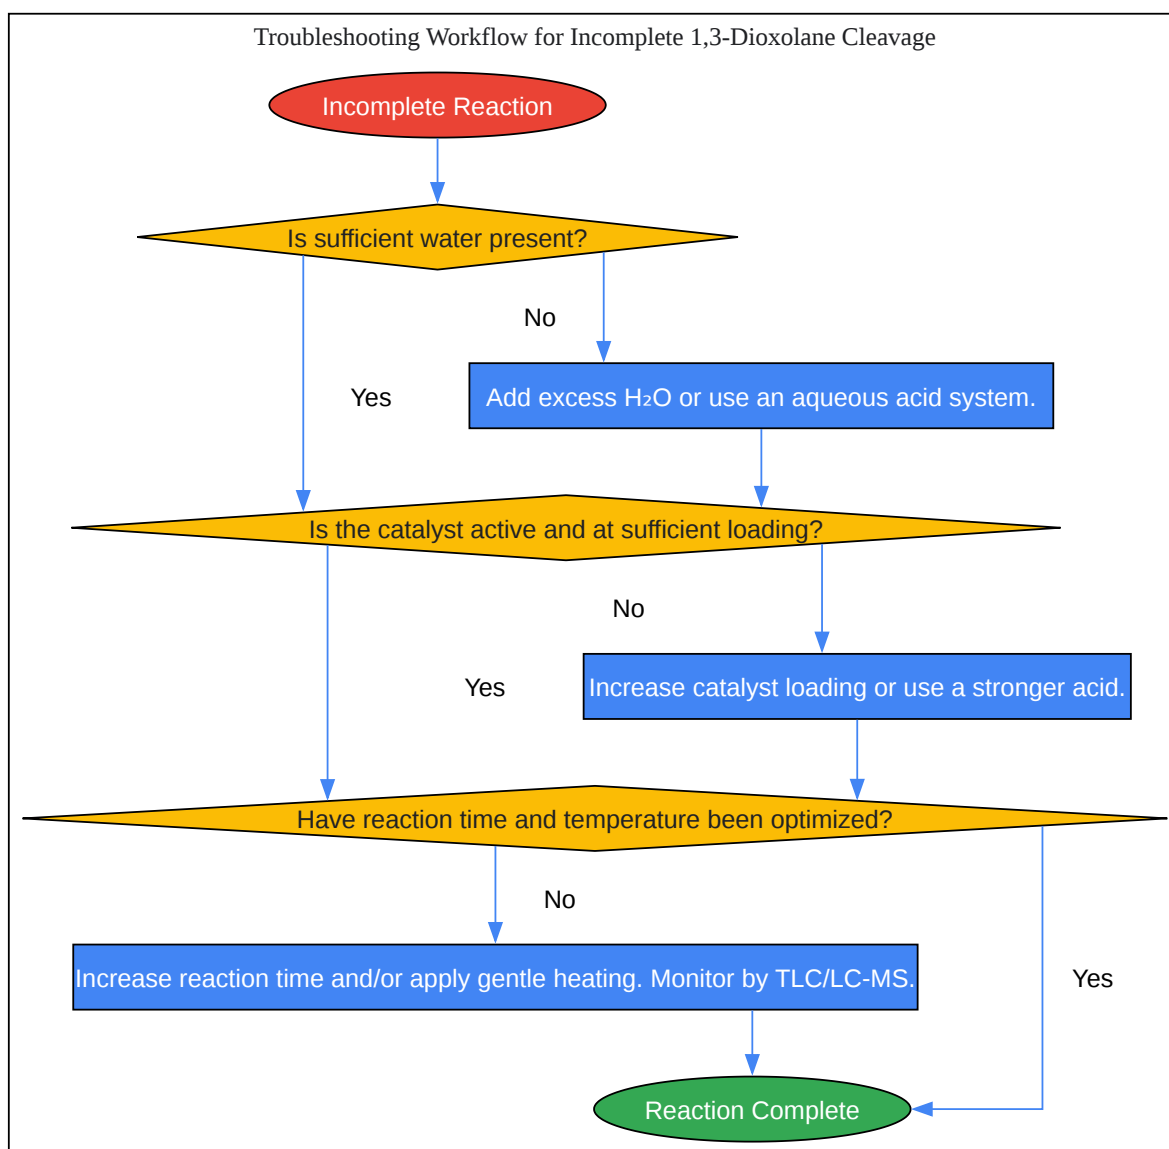 Troubleshooting Workflow for Incomplete 1,3-Dioxolane Cleavage
Incomplete Reaction
Is sufficient water present?
No
Yes
Add excess H₂O or use an aqueous acid system.
Is the catalyst active and at sufficient loading?
No
Yes
Increase catalyst loading or use a stronger acid.
Have reaction time and temperature been optimized?
No
Increase reaction time and/or apply gentle heating. Monitor by TLC/LC-MS.
Yes
Reaction Complete